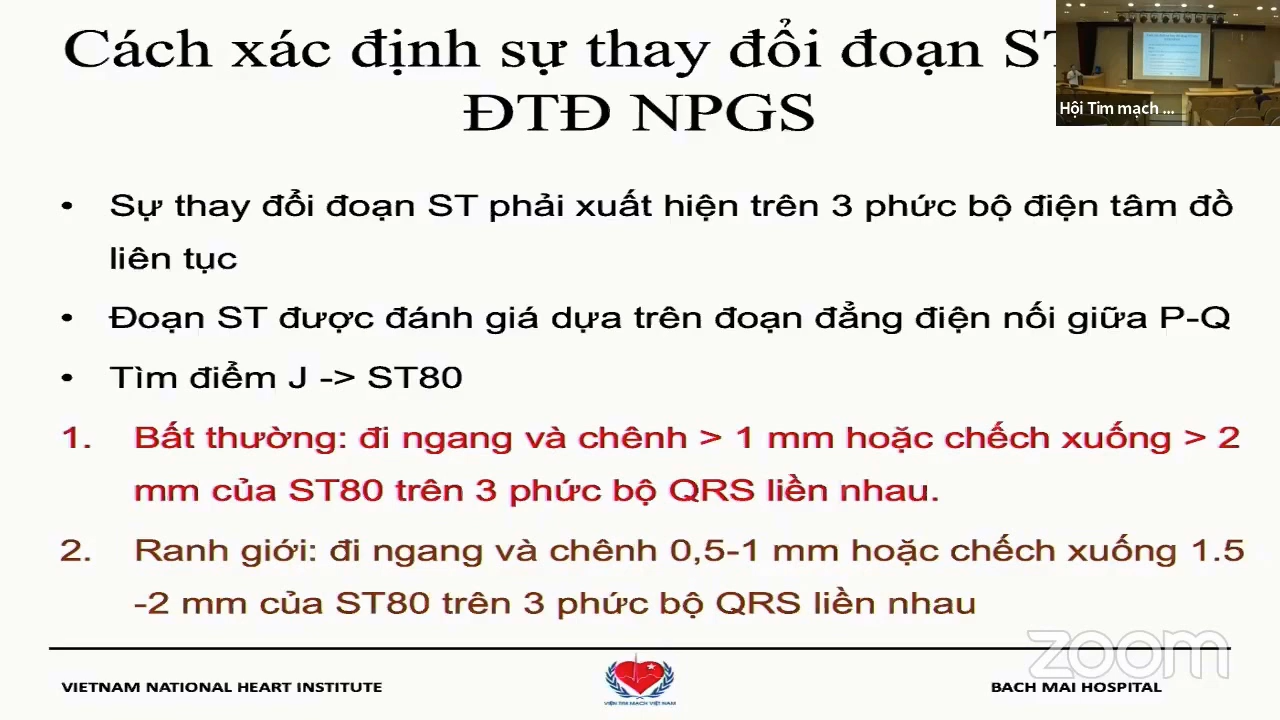 Cách xác định sự thay đổi đoạn ST
ĐTĐ NPGS
Hội Tim mạch ...
• Sự thay đổi đoạn ST phải xuất hiện trên 3 phức bộ điện tâm đồ
liên tục
• Đoạn ST được đánh giá dựa trên đoạn đẳng điện nối giữa P-Q
• Tìm điểm J -> ST80
1. Bất thường: đi ngang và chênh > 1 mm hoặc chếch xuống > 2
mm của ST80 trên 3 phức bộ QRS liền nhau.
2. Ranh giới: đi ngang và chênh 0,5-1 mm hoặc chếch xuống 1.5
-2 mm của ST80 trên 3 phức bộ QRS liền nhau
zoom
VIETNAM NATIONAL HEART INSTITUTE
VIỆN TIM MẠCH VIỆT NAM
BACH MAI HOSPITAL